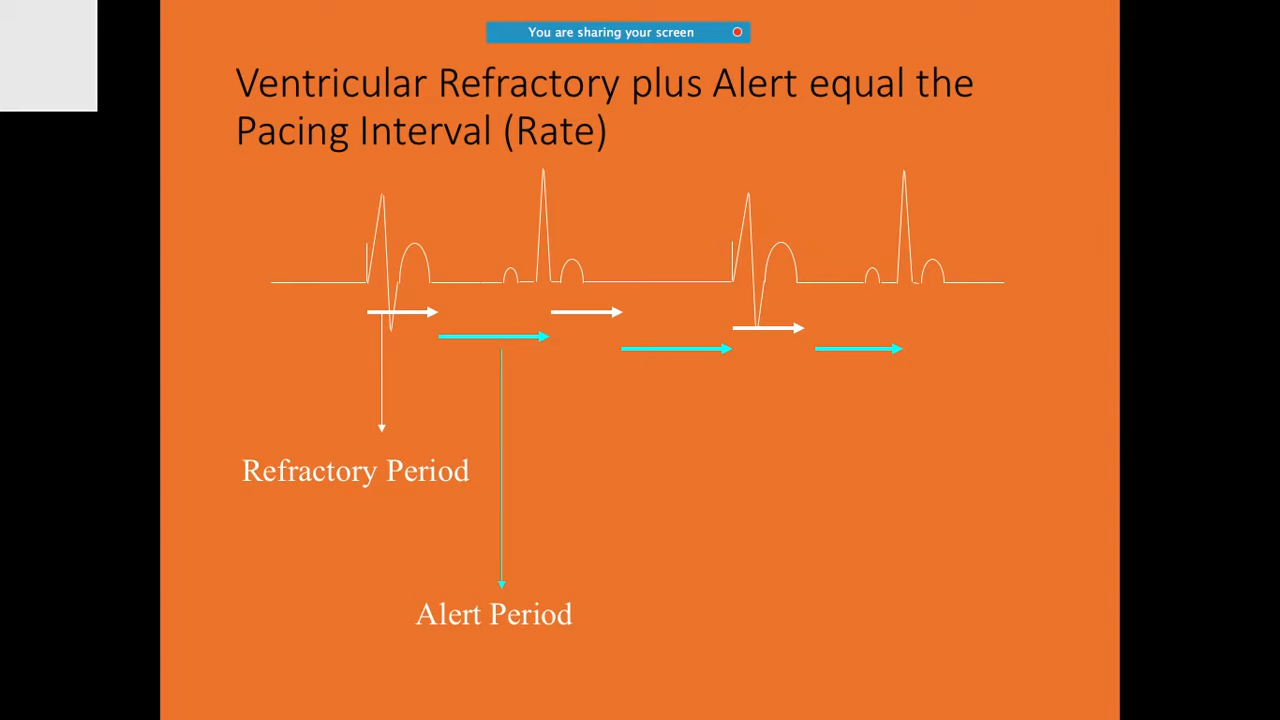 You are sharing your screen
Ventricular Refractory plus Alert equal the
Pacing Interval (Rate)
Refractory Period
Alert Period